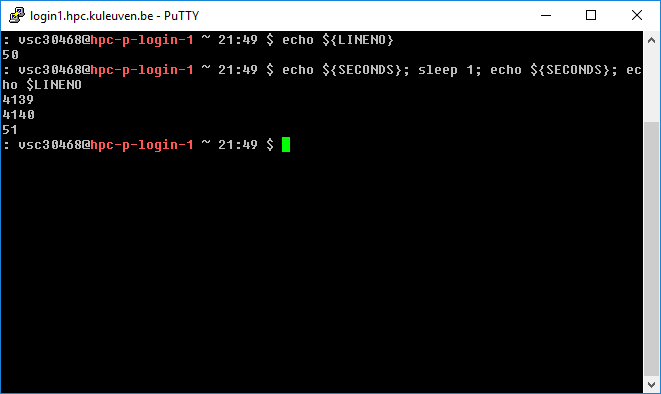 login1.hpc.kuleuven.be - PuTTY
: vsc30468@hpc-p-login-1 ~ 21:49 $ echo ${LINENO}
50
: vsc30468@hpc-p-login-1 ~ 21:49 $ echo ${SECONDS}; sleep 1; echo ${SECONDS}; ec
ho $LINENO
4139
4140
51
: vsc30468@hpc-p-login-1 ~ 21:49 $